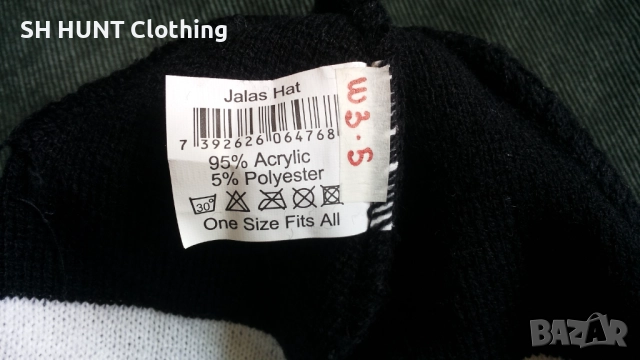 SH HUNT Clothing
Jalas Hat
7 392626 064768
95% Acrylic
5% Polyester
30°
One Size Fits All
W3.5
BAZAR